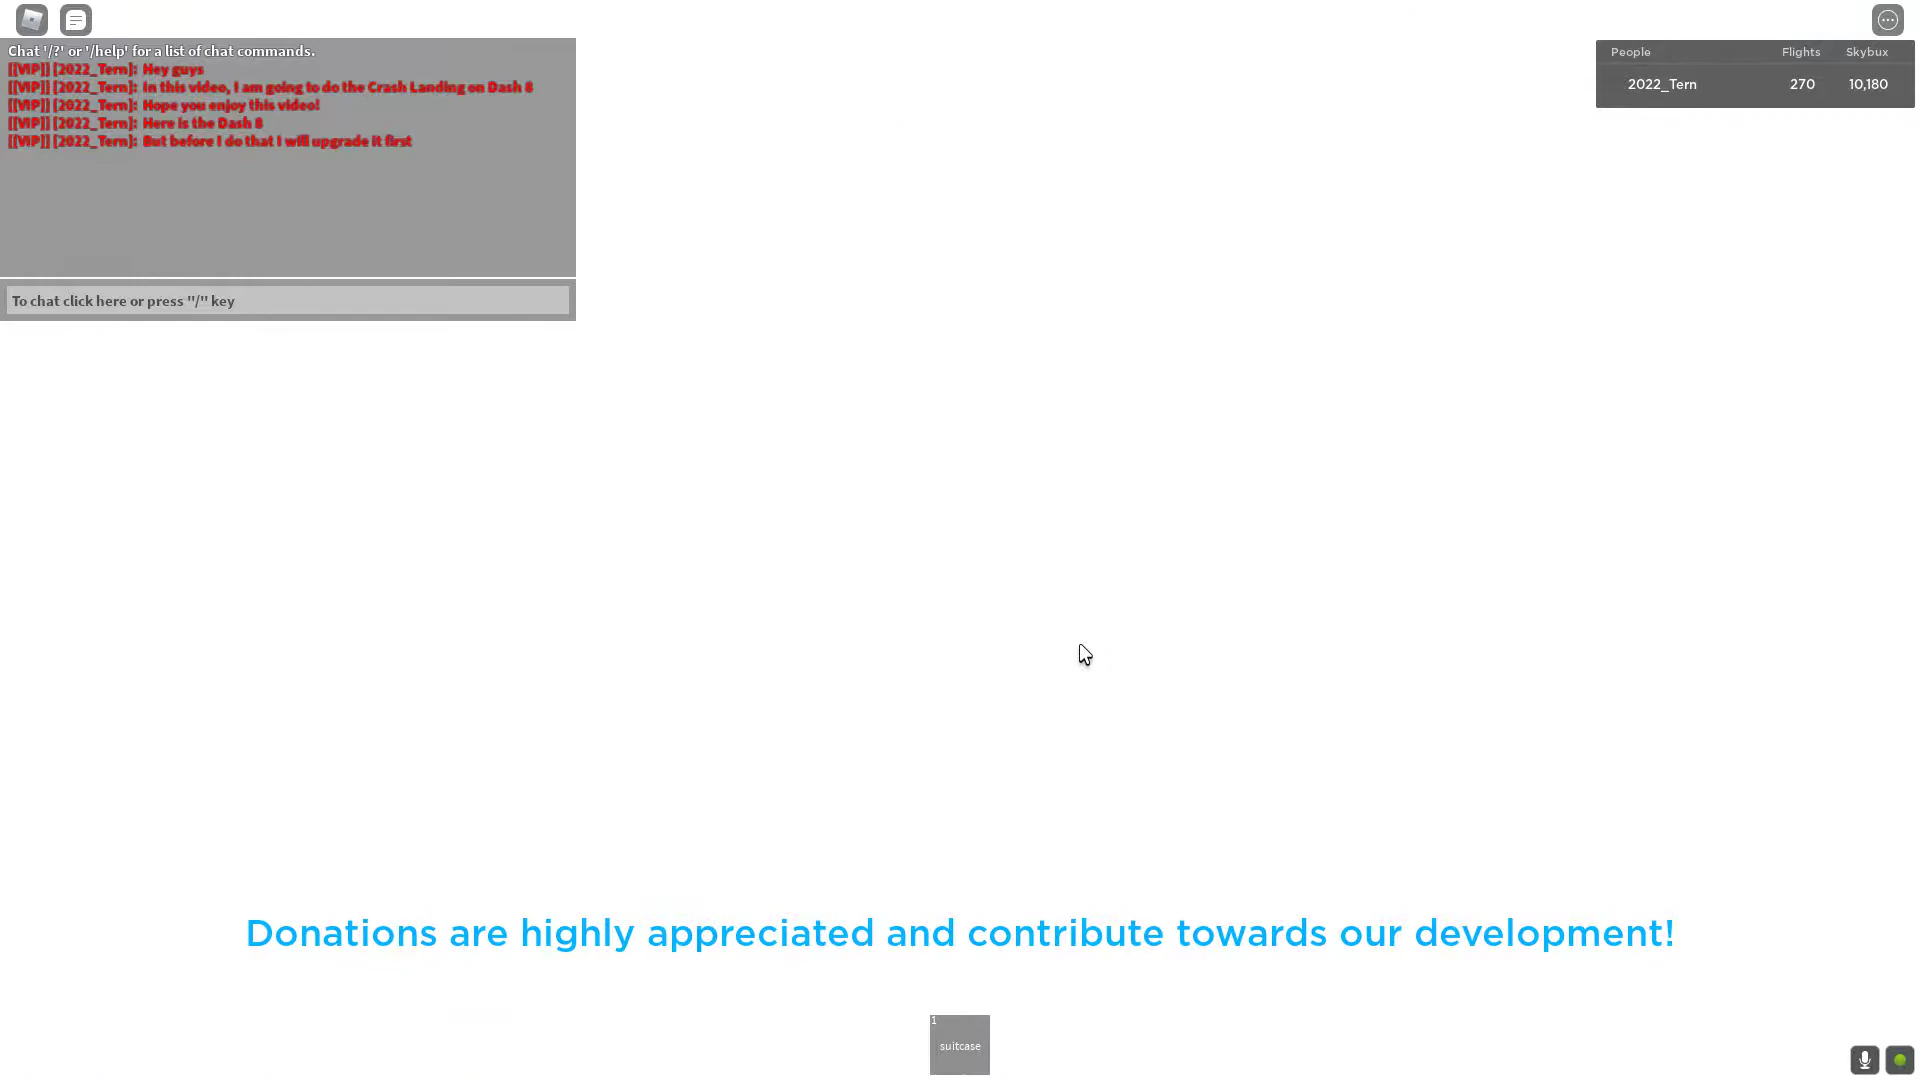 Chat '/?' or '/help' for a list of chat commands.
[[VIP]] [2022_Tern]: Hey guys
[[VIP]] [2022_Tern]: In this video, I am going to do the Crash Landing on Dash 8
[[VIP]] [2022_Tern]: Hope you enjoy this video!
[[VIP]] [2022_Tern]: Here is the Dash 8
[[VIP]] [2022_Tern]: But before I do that I will upgrade it first
To chat click here or press "/" key
People Flights Skybux
2022_Tern 270 10,180
Donations are highly appreciated and contribute towards our development!
1
suitcase